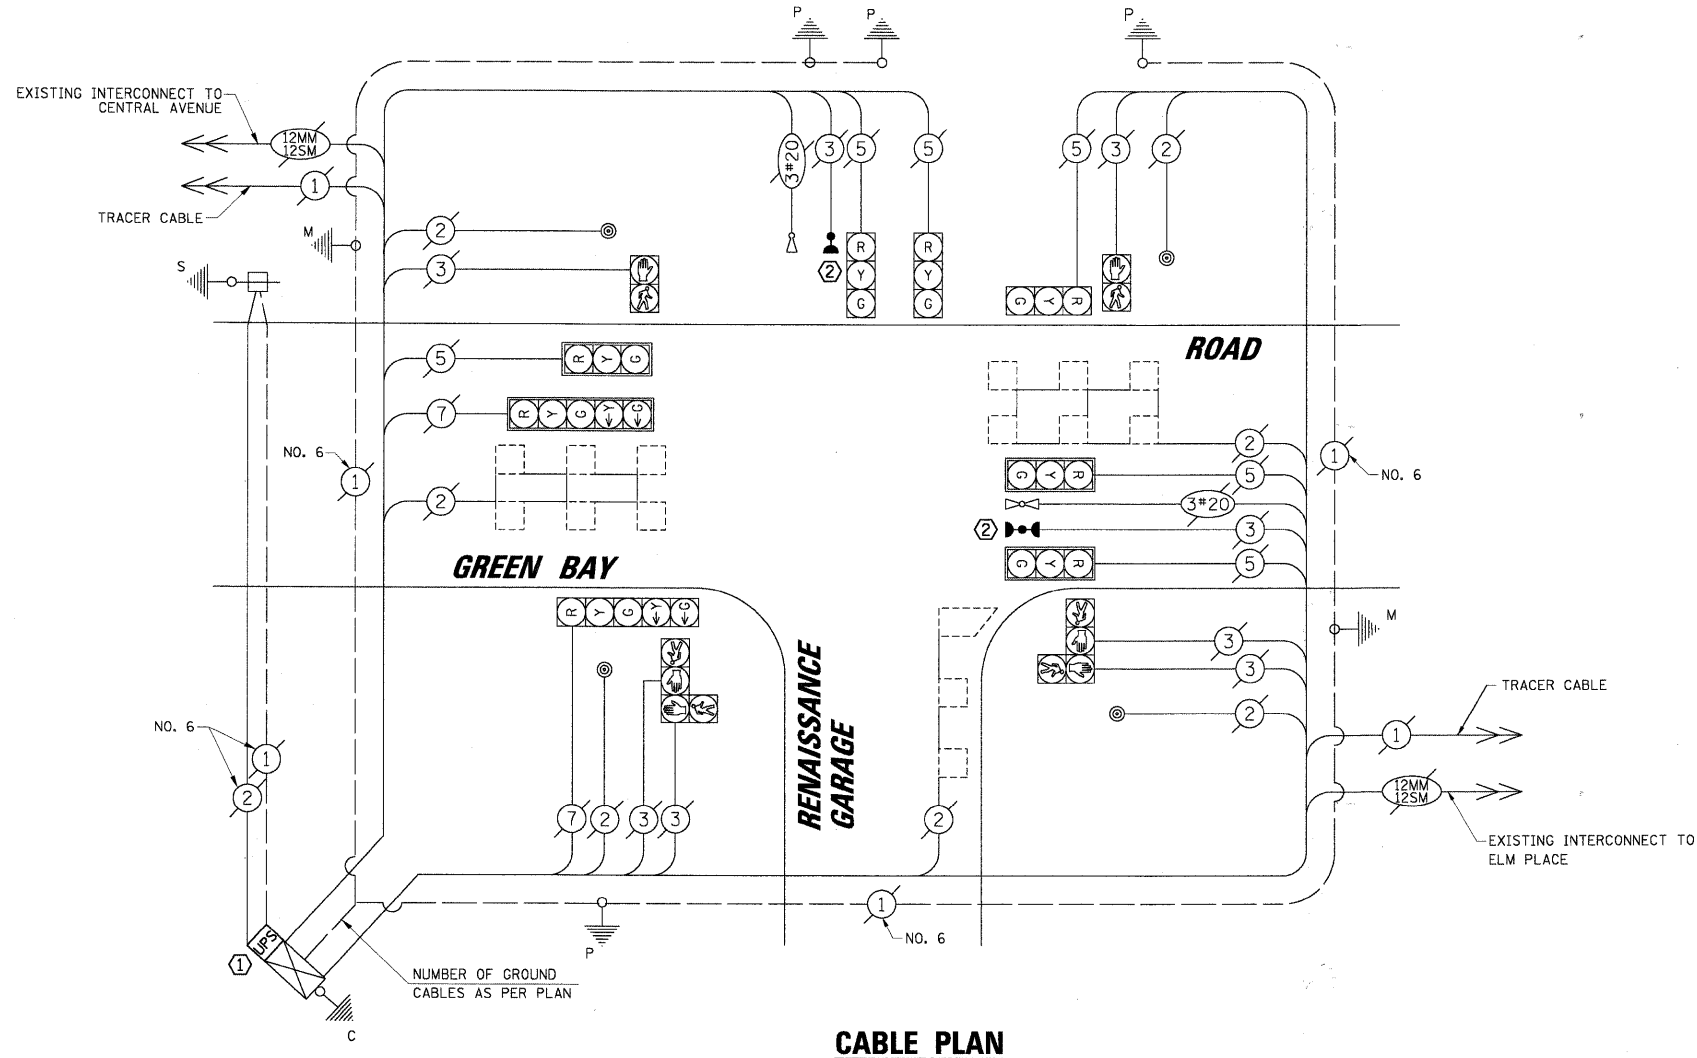 P
P
P
EXISTING INTERCONNECT TO
CENTRAL AVENUE
12MM
12SM
1
TRACER CABLE
3#20
3
5
5
5
3
2
M
2
3
S
2
R
Y
G
R
Y
G
G Y R
ROAD
5
R Y G
7
R Y G ←Y ←G
NO. 6
1
2
2
1
NO. 6
G Y R
5
3#20
2
3
G Y R
5
GREEN BAY
R Y G ←Y ←G
M
3
3
2
RENAISSANCE
GARAGE
TRACER CABLE
1
NO. 6
1
2
12MM
12SM
7
2
3
3
2
EXISTING INTERCONNECT TO
ELM PLACE
1
NO. 6
P
UPS
1
NUMBER OF GROUND
CABLES AS PER PLAN
C
CABLE PLAN